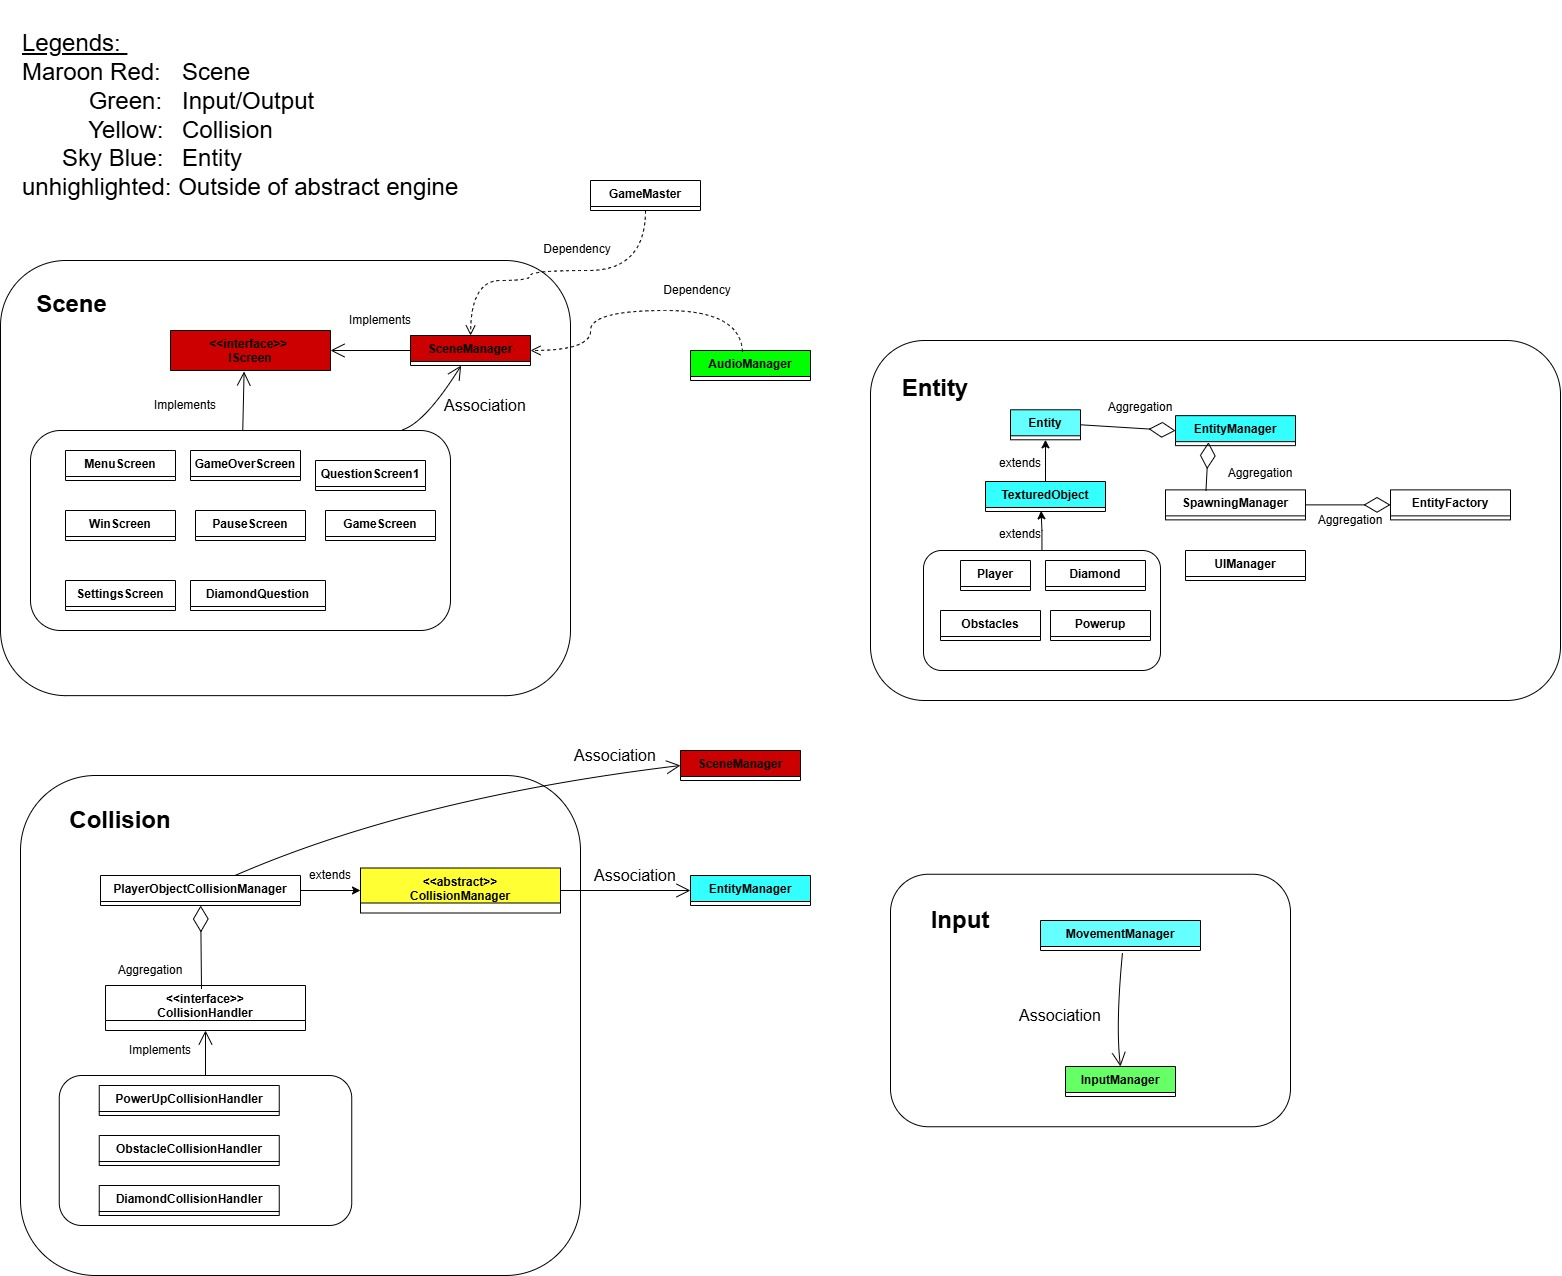 Legends:
Maroon Red: Scene
Green: Input/Output
Yellow: Collision
Sky Blue: Entity
unhighlighted: Outside of abstract engine
GameMaster
Dependency
Dependency
Scene
Implements
<<interface>>
IScreen
SceneManager
AudioManager
Implements
Association
MenuScreen
GameOverScreen
QuestionScreen1
WinScreen
PauseScreen
GameScreen
SettingsScreen
DiamondQuestion
Entity
Entity
Aggregation
EntityManager
extends
Aggregation
TexturedObject
SpawningManager
EntityFactory
Aggregation
extends
Player
Diamond
UIManager
Obstacles
Powerup
Association
SceneManager
Collision
PlayerObjectCollisionManager
extends
<<abstract>>
CollisionManager
Association
EntityManager
Aggregation
<<interface>>
CollisionHandler
Implements
PowerUpCollisionHandler
ObstacleCollisionHandler
DiamondCollisionHandler
Input
MovementManager
Association
InputManager